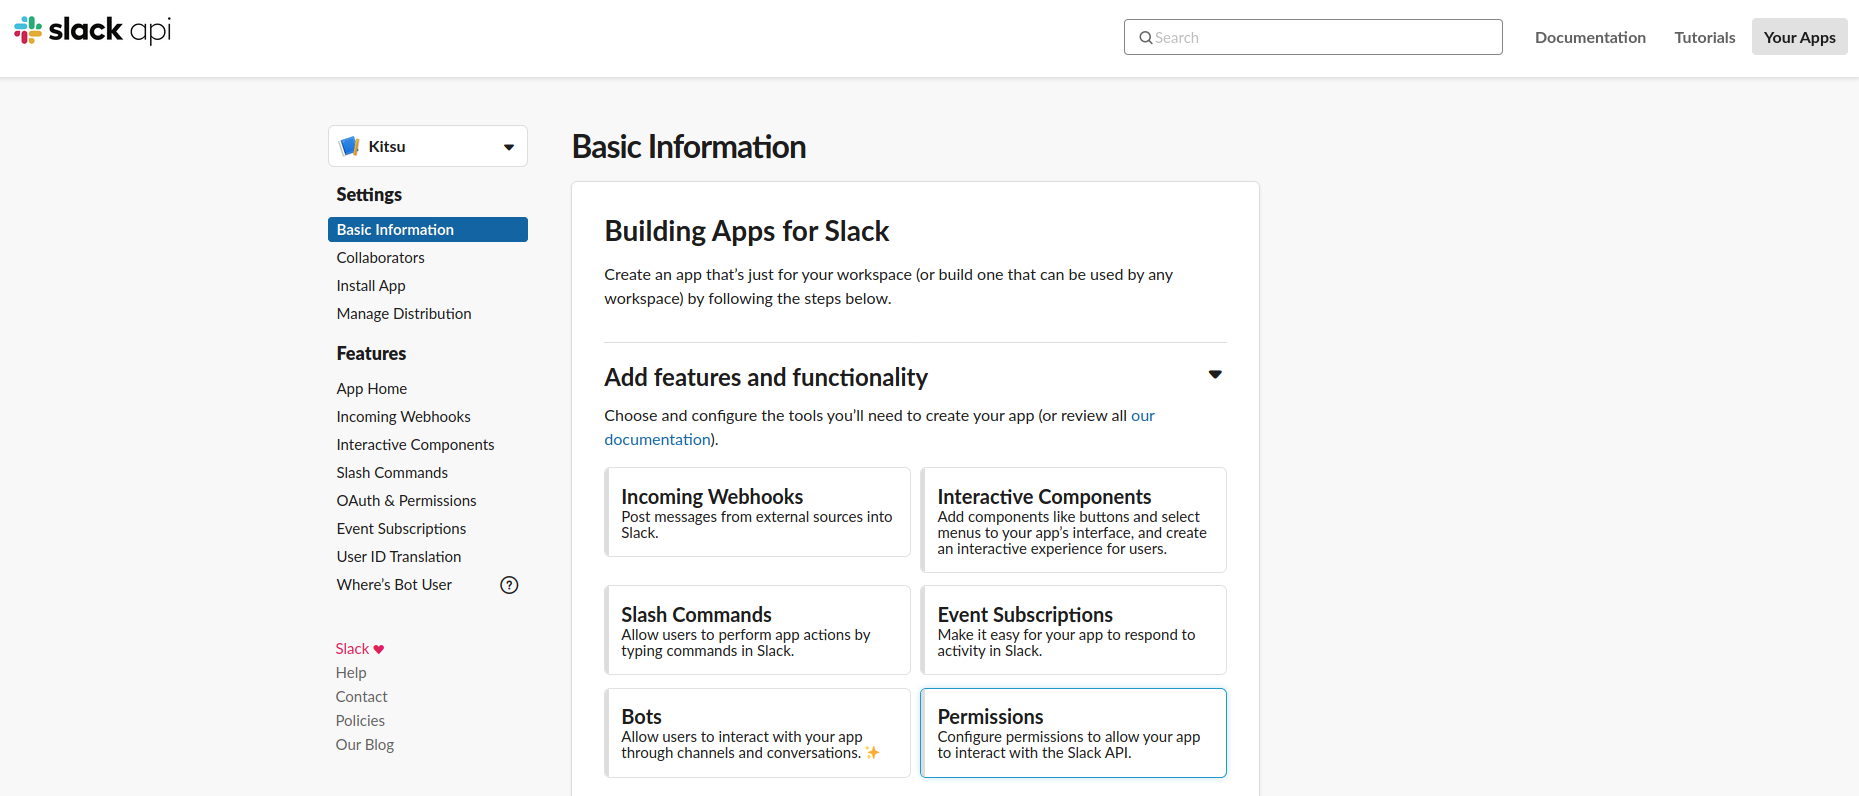 slack api
Search
Documentation
Tutorials
Your Apps
Kitsu
Settings
Basic Information
Collaborators
Install App
Manage Distribution
Features
App Home
Incoming Webhooks
Interactive Components
Slash Commands
OAuth & Permissions
Event Subscriptions
User ID Translation
Where's Bot User
?
Slack ♥
Help
Contact
Policies
Our Blog
Basic Information
Building Apps for Slack
Create an app that’s just for your workspace (or build one that can be used by any
workspace) by following the steps below.
Add features and functionality
Choose and configure the tools you’ll need to create your app (or review all our
documentation).
Incoming Webhooks
Post messages from external sources into
Slack.
Interactive Components
Add components like buttons and select
menus to your app’s interface, and create
an interactive experience for users.
Slash Commands
Allow users to perform app actions by
typing commands in Slack.
Event Subscriptions
Make it easy for your app to respond to
activity in Slack.
Bots
Allow users to interact with your app
through channels and conversations. ✨
Permissions
Configure permissions to allow your app
to interact with the Slack API.